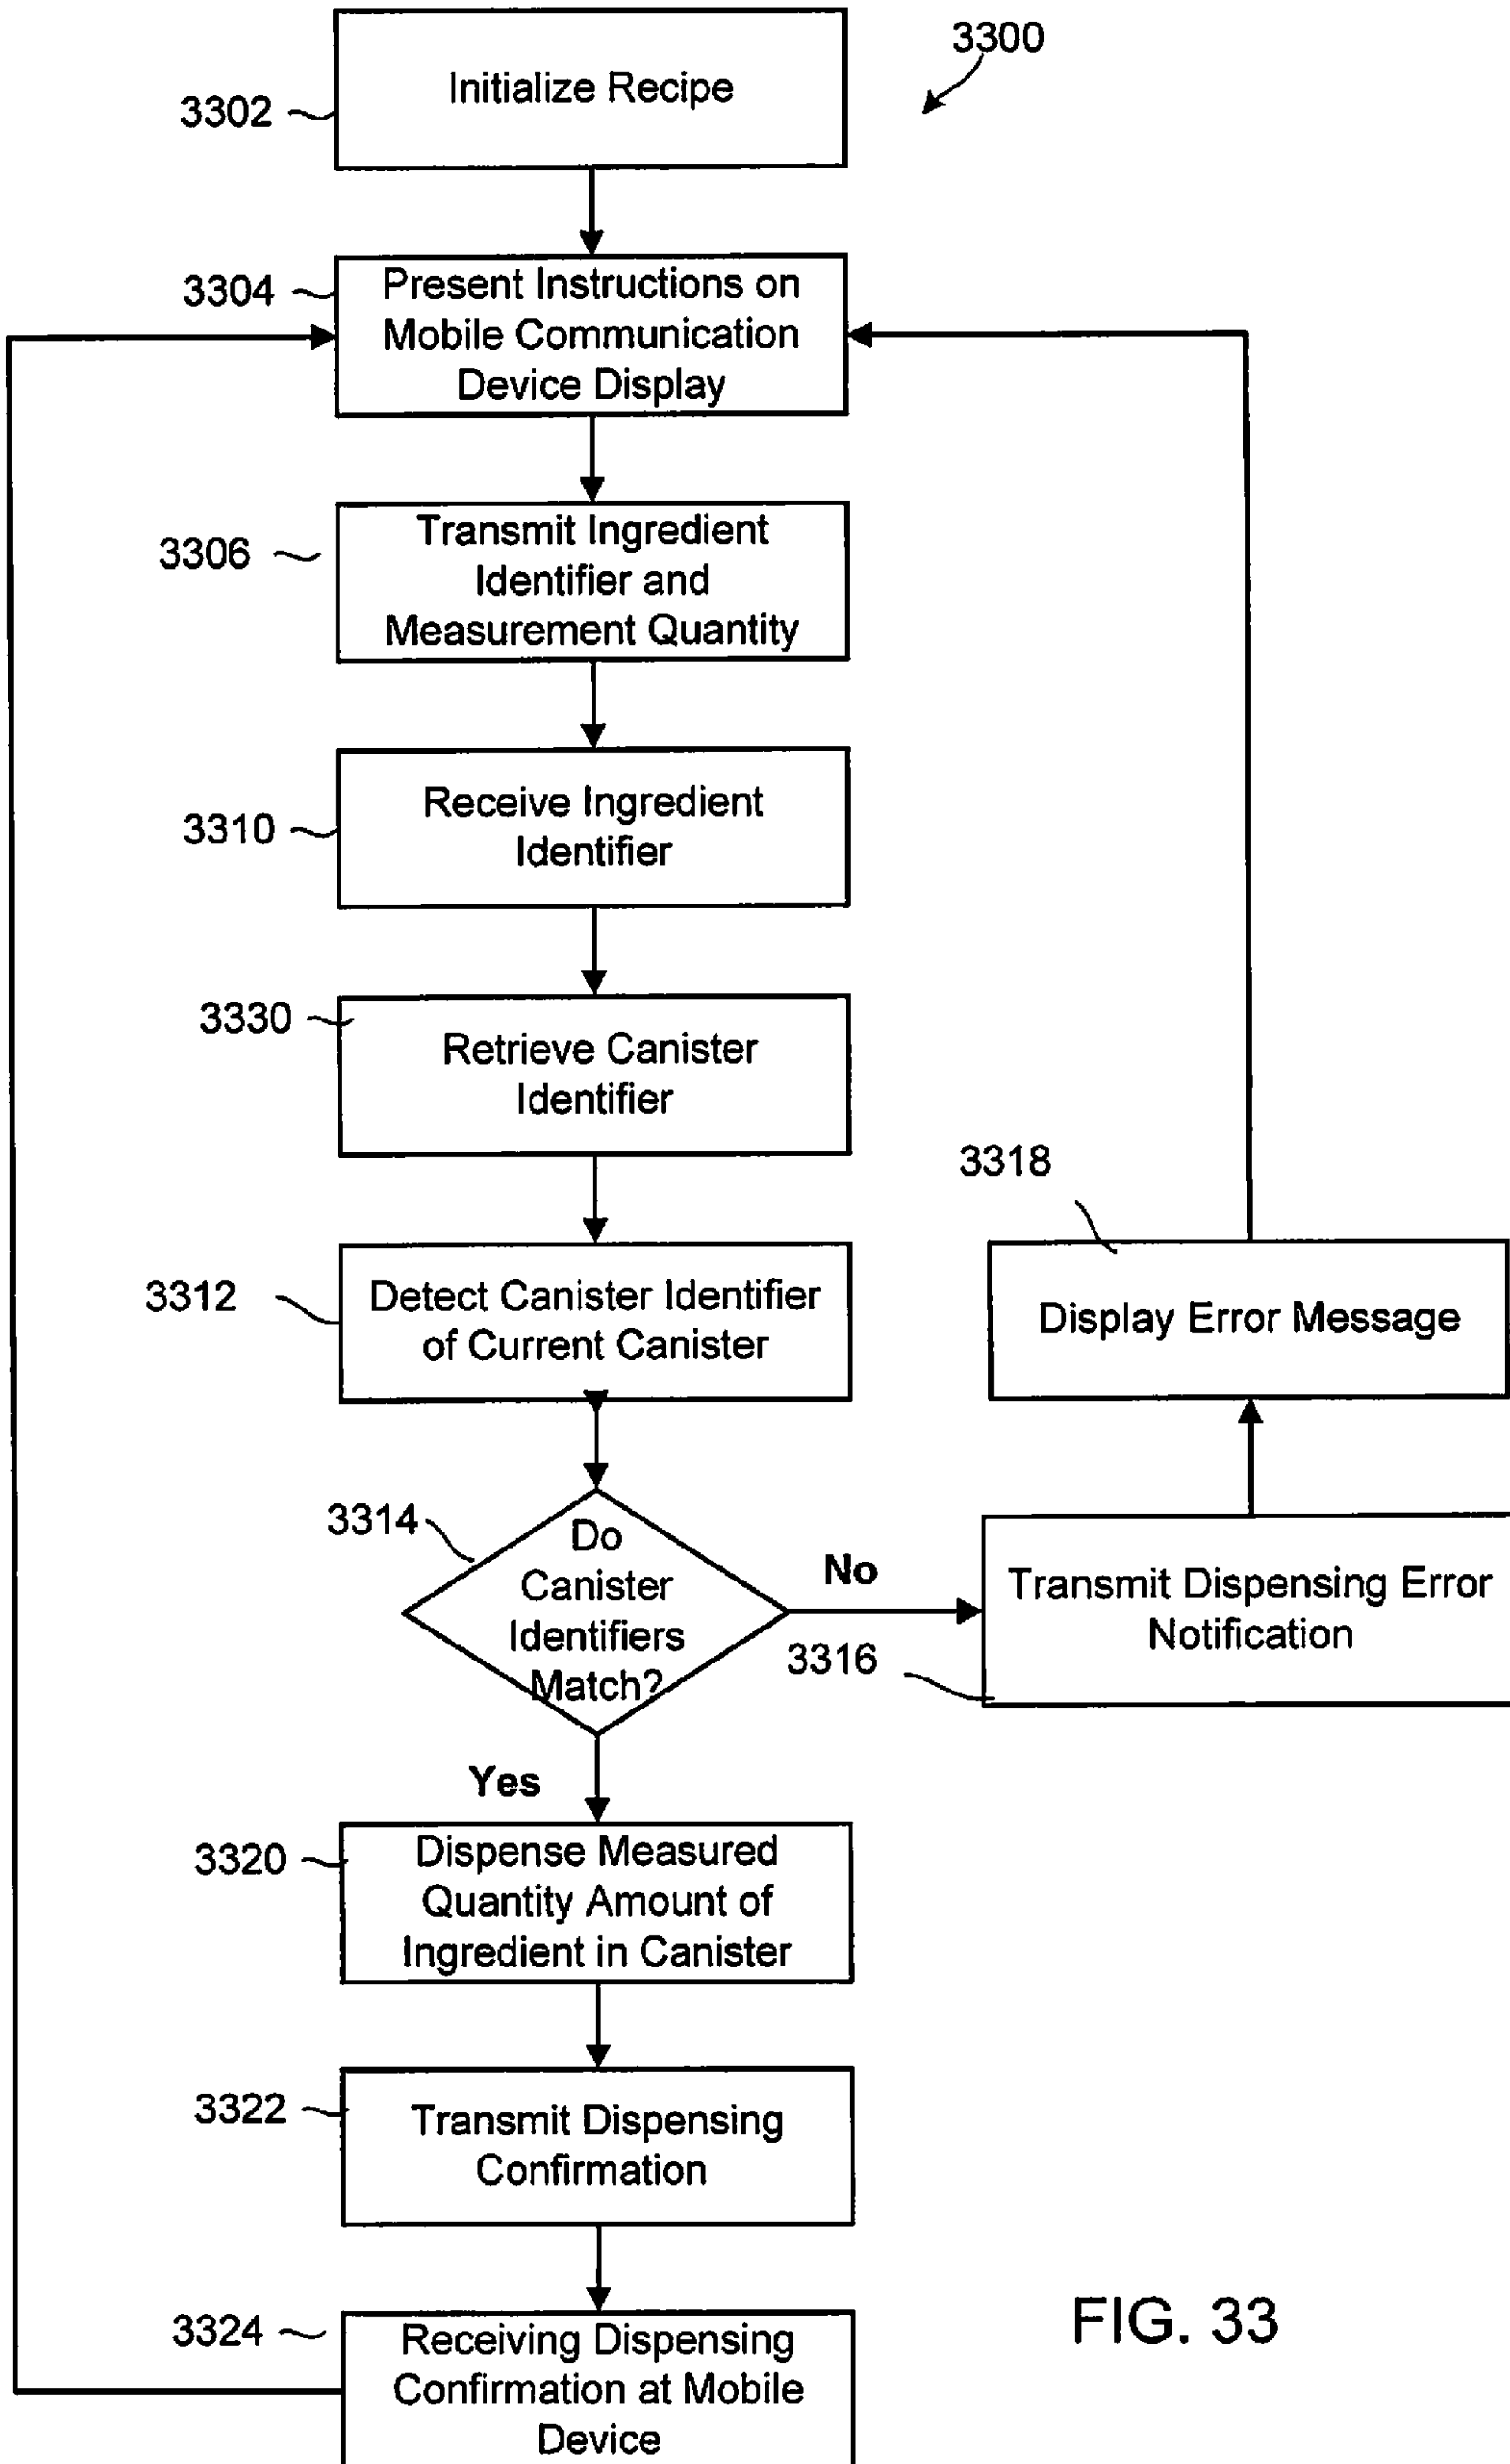 3300
3302
Initialize Recipe
3304
Present Instructions on
Mobile Communication
Device Display
3306
Transmit Ingredient
Identifier and
Measurement Quantity
3310
Receive Ingredient
Identifier
3330
Retrieve Canister
Identifier
3312
Detect Canister Identifier
of Current Canister
3318
Display Error Message
3314
Do
Canister
Identifiers
Match?
No
3316
Transmit Dispensing Error
Notification
Yes
3320
Dispense Measured
Quantity Amount of
Ingredient in Canister
3322
Transmit Dispensing
Confirmation
3324
Receiving Dispensing
Confirmation at Mobile
Device
FIG. 33